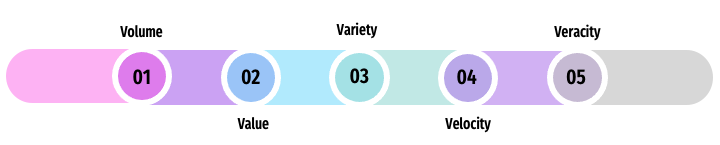 Volume
01
Value
02
Variety
03
Velocity
04
Veracity
05